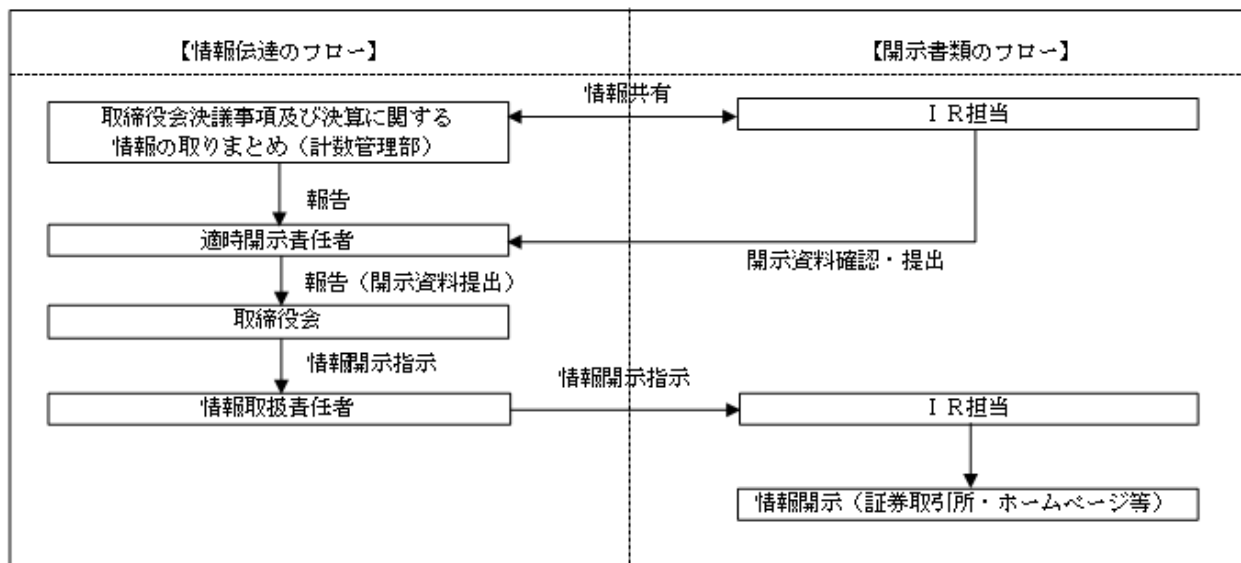 【情報伝達のフロー】
【開示書類のフロー】
情報共有
取締役会決議事項及び決算に関する
情報の取りまとめ（計数管理部）
ＩＲ担当
報告
適時開示責任者
開示資料確認・提出
報告（開示資料提出）
取締役会
情報開示指示
情報開示指示
情報取扱責任者
ＩＲ担当
情報開示（証券取引所・ホームページ等）